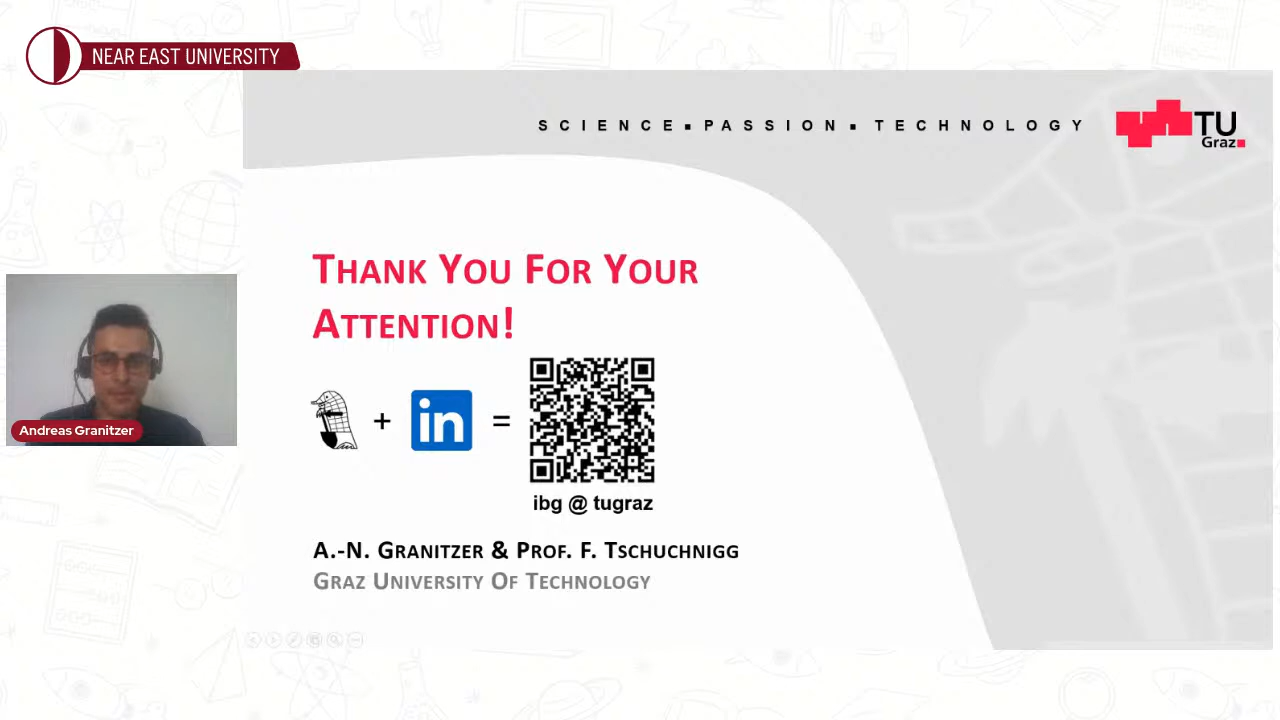 NEAR EAST UNIVERSITY
SCIENCE ▪ PASSION ▪ TECHNOLOGY
TU
Graz
THANK YOU FOR YOUR
ATTENTION!
+ in =
ibg @ tugraz
Andreas Granitzer
A.-N. GRANITZER & PROF. F. TSCHUCHNIGG
GRAZ UNIVERSITY OF TECHNOLOGY